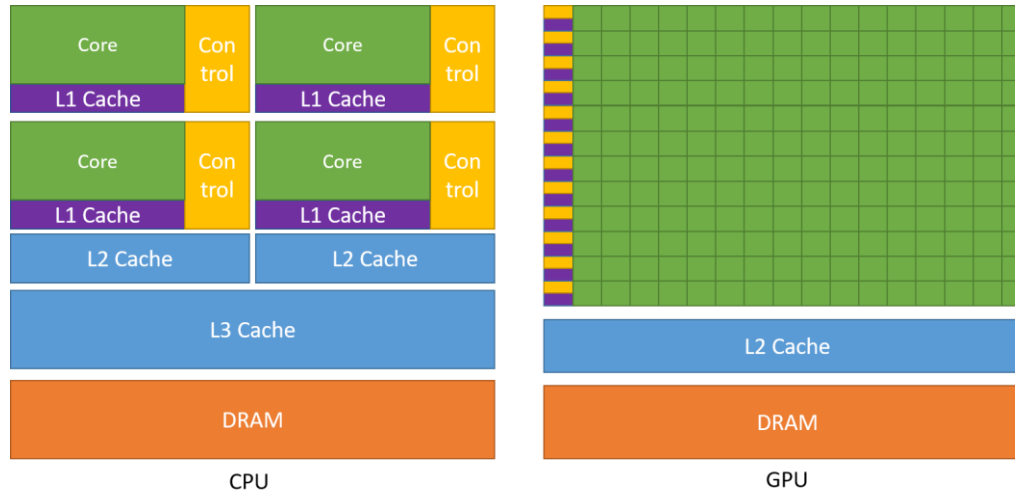 Core
Con
trol
L1 Cache
Core
Con
trol
L1 Cache
Core
Con
trol
L1 Cache
Core
Con
trol
L1 Cache
L2 Cache
L2 Cache
L3 Cache
DRAM
CPU
L2 Cache
DRAM
GPU